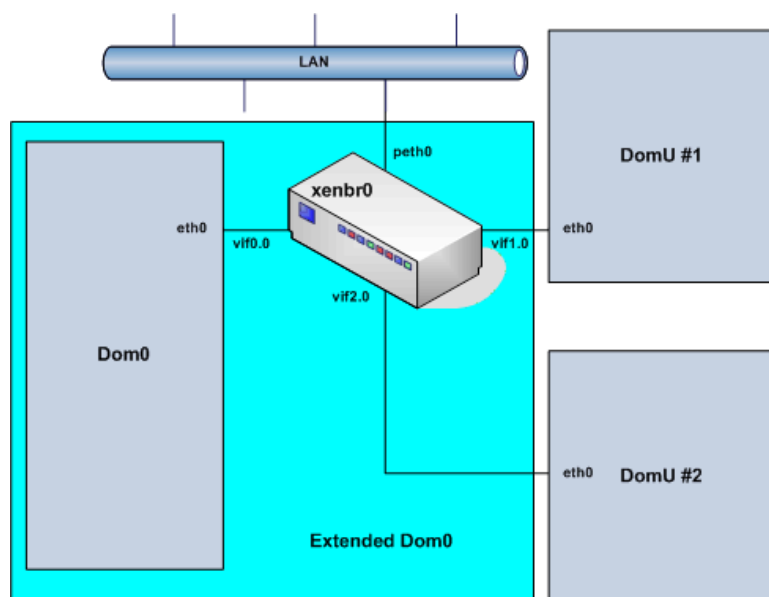 LAN
peth0
DomU #1
xenbr0
eth0
vif0.0
vif1.0
eth0
vif2.0
Dom0
eth0
DomU #2
Extended Dom0